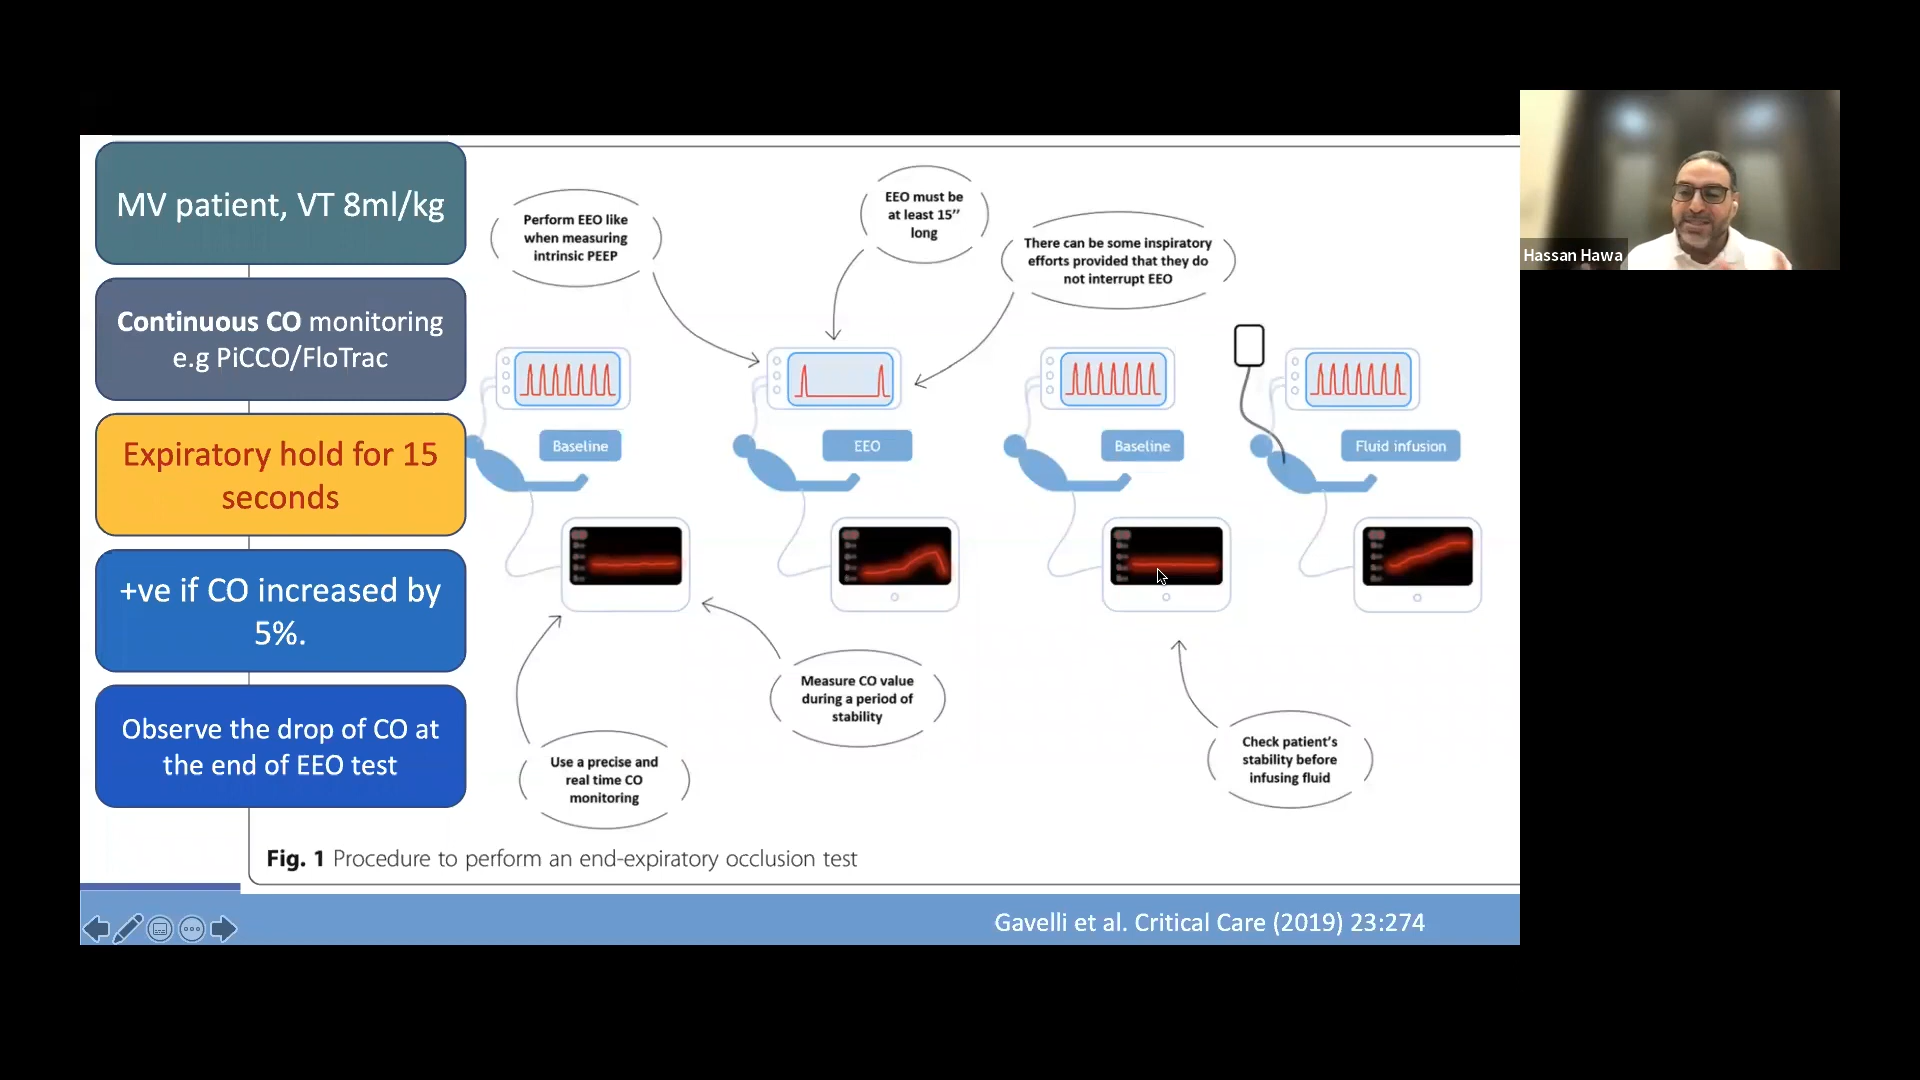 MV patient, VT 8ml/kg
Continuous CO monitoring
e.g PiCCO/FloTrac
Expiratory hold for 15
seconds
+ve if CO increased by
5%.
Observe the drop of CO at
the end of EEO test
Perform EEO like
when measuring
intrinsic PEEP
EEO must be
at least 15’’
long
There can be some inspiratory
efforts provided that they do
not interrupt EEO
Baseline
EEO
Baseline
Fluid infusion
Use a precise and
real time CO
monitoring
Measure CO value
during a period of
stability
Check patient’s
stability before
infusing fluid
Fig. 1 Procedure to perform an end-expiratory occlusion test
Gavelli et al. Critical Care (2019) 23:274
Hassan Hawa